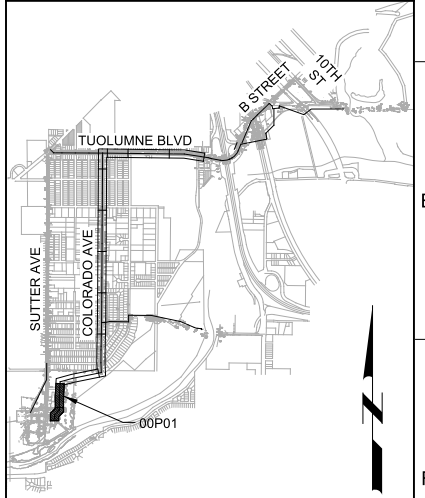 10TH
ST
B STREET
TUOLUMNE BLVD
SUTTER AVE
COLORADO AVE
00P01
N
E
F